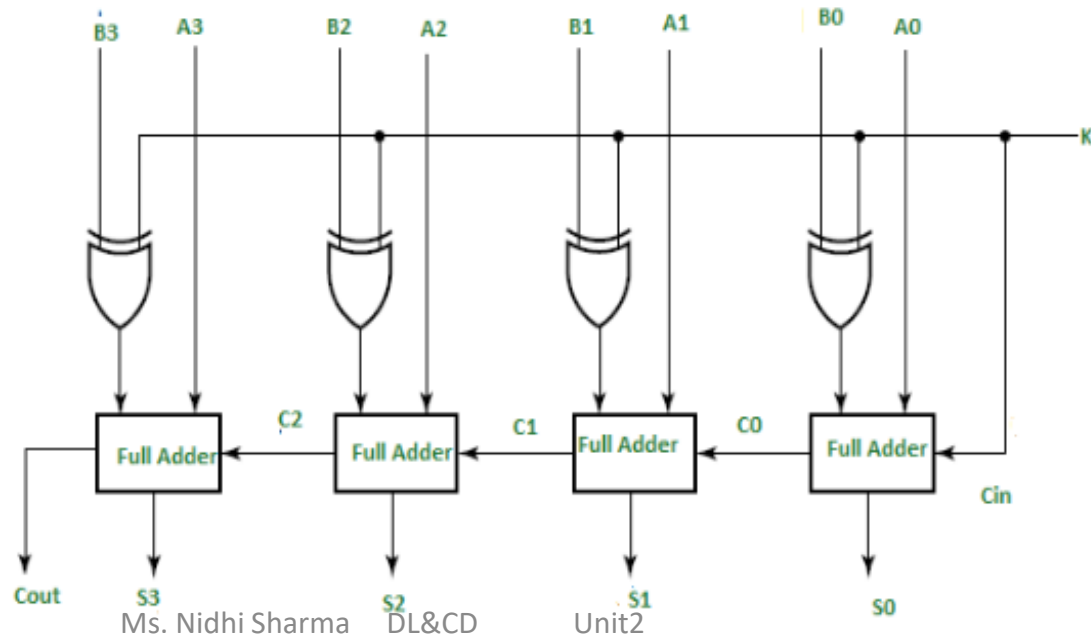 B3 A3 B2 A2 B1 A1 B0 A0
K
C2 C1 C0
Full Adder Full Adder Full Adder Full Adder
Cin
Cout S3 S2 S1 S0
Ms. Nidhi Sharma DL&CD Unit2